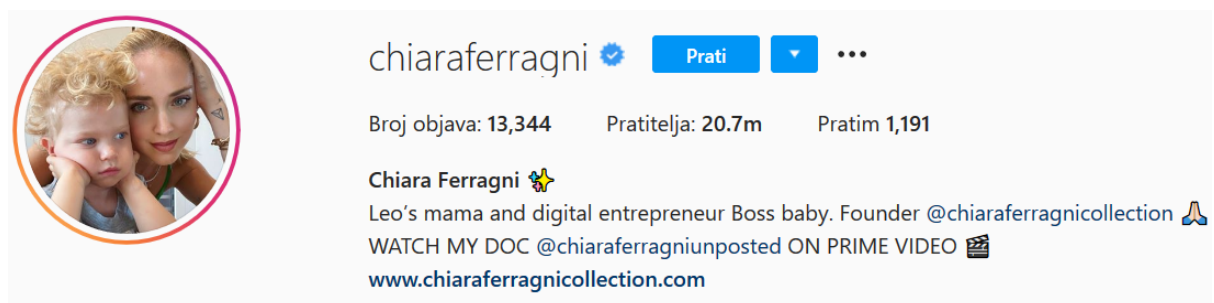 chiaraferragni Prati
Broj objava: 13,344 Pratitelja: 20.7m Pratim 1,191
Chiara Ferragni ✨
Leo’s mama and digital entrepreneur Boss baby. Founder @chiaraferragnicollection 🙏🏻
WATCH MY DOC @chiaraferragniunposted ON PRIME VIDEO 🎬
www.chiaraferragnicollection.com